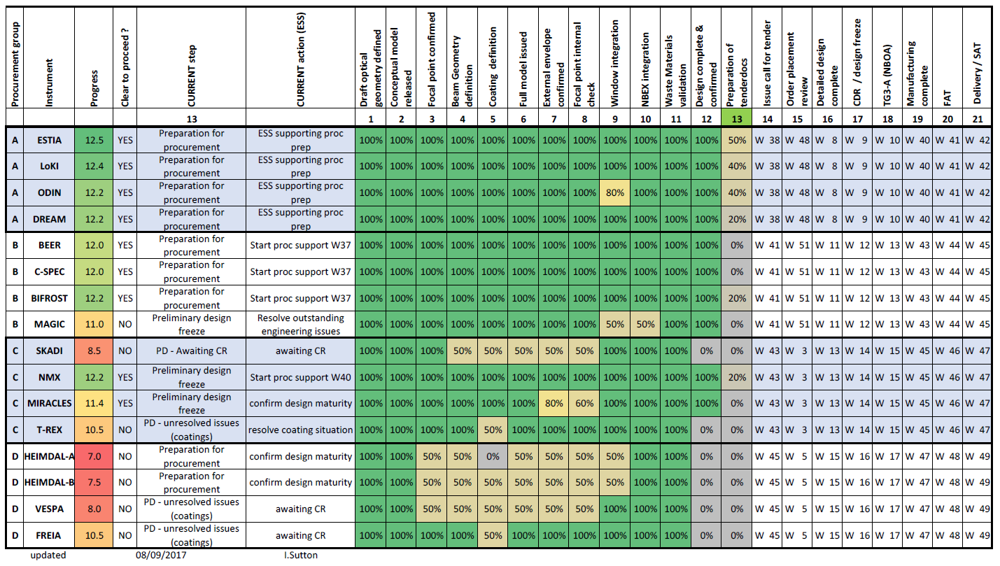 Procurement group Instrument Progress Clear to proceed ? CURRENT step CURRENT action (ESS) Draft optical geometry defined Conceptual model released Focal point confirmed Beam Geometry definition Coating definition Full model issued External envelope confirmed Focal point internal check Window integration NBEX integration Waste Materials validation Design complete & confirmed Preparation of tenderdocs Issue call for tender Order placement review Detailed design complete CDR / design freeze TG3-A (NBOA) Manufacturing complete FAT Delivery / SAT
13 1 2 3 4 5 6 7 8 9 10 11 12 13 14 15 16 17 18 19 20 21
A ESTIA 12.5 YES Preparation for procurement ESS supporting proc prep 100% 100% 100% 100% 100% 100% 100% 100% 100% 100% 100% 100% 50% W 38 W 48 W 8 W 9 W 10 W 40 W 41 W 42
A LoKI 12.4 YES Preparation for procurement ESS supporting proc prep 100% 100% 100% 100% 100% 100% 100% 100% 100% 100% 100% 100% 40% W 38 W 48 W 8 W 9 W 10 W 40 W 41 W 42
A ODIN 12.2 YES Preparation for procurement ESS supporting proc prep 100% 100% 100% 100% 100% 100% 100% 100% 80% 100% 100% 100% 40% W 38 W 48 W 8 W 9 W 10 W 40 W 41 W 42
A DREAM 12.2 YES Preparation for procurement ESS supporting proc prep 100% 100% 100% 100% 100% 100% 100% 100% 100% 100% 100% 100% 20% W 38 W 48 W 8 W 9 W 10 W 40 W 41 W 42
B BEER 12.0 YES Preparation for procurement Start proc support W37 100% 100% 100% 100% 100% 100% 100% 100% 100% 100% 100% 100% 0% W 41 W 51 W 11 W 12 W 13 W 43 W 44 W 45
B C-SPEC 12.0 YES Preparation for procurement Start proc support W37 100% 100% 100% 100% 100% 100% 100% 100% 100% 100% 100% 100% 0% W 41 W 51 W 11 W 12 W 13 W 43 W 44 W 45
B BIFROST 12.2 YES Preparation for procurement Start proc support W37 100% 100% 100% 100% 100% 100% 100% 100% 100% 100% 100% 100% 20% W 41 W 51 W 11 W 12 W 13 W 43 W 44 W 45
B MAGIC 11.0 NO Preliminary design freeze Resolve outstanding engineering issues 100% 100% 100% 100% 100% 100% 100% 100% 50% 50% 100% 100% 0% W 41 W 51 W 11 W 12 W 13 W 43 W 44 W 45
C SKADI 8.5 NO PD - Awaiting CR awaiting CR 100% 100% 100% 50% 50% 50% 50% 50% 100% 100% 100% 0% 0% W 43 W 3 W 13 W 14 W 15 W 45 W 46 W 47
C NMX 12.2 YES Preliminary design freeze Start proc support W40 100% 100% 100% 100% 100% 100% 100% 100% 100% 100% 100% 100% 20% W 43 W 3 W 13 W 14 W 15 W 45 W 46 W 47
C MIRACLES 11.4 YES Preliminary design freeze confirm design maturity 100% 100% 100% 100% 100% 100% 80% 60% 100% 100% 100% 100% 0% W 43 W 3 W 13 W 14 W 15 W 45 W 46 W 47
C T-REX 10.5 NO PD - unresolved issues (coatings) resolve coating situation 100% 100% 100% 100% 50% 100% 100% 100% 100% 100% 100% 0% 0% W 43 W 3 W 13 W 14 W 15 W 45 W 46 W 47
D HEIMDAL-A 7.0 NO Preparation for procurement confirm design maturity 100% 100% 50% 50% 0% 50% 50% 50% 50% 100% 100% 0% 0% W 45 W 5 W 15 W 16 W 17 W 47 W 48 W 49
D HEIMDAL-B 7.5 NO Preparation for procurement confirm design maturity 100% 100% 50% 50% 50% 50% 50% 50% 50% 100% 100% 0% 0% W 45 W 5 W 15 W 16 W 17 W 47 W 48 W 49
D VESPA 8.0 NO PD - unresolved issues (coatings) awaiting CR 100% 100% 50% 50% 50% 50% 50% 50% 100% 100% 100% 0% 0% W 45 W 5 W 15 W 16 W 17 W 47 W 48 W 49
D FREIA 10.5 NO PD - unresolved issues (coatings) awaiting CR 100% 100% 100% 100% 50% 100% 100% 100% 100% 100% 100% 0% 0% W 45 W 5 W 15 W 16 W 17 W 47 W 48 W 49
updated 08/09/2017 I.Sutton